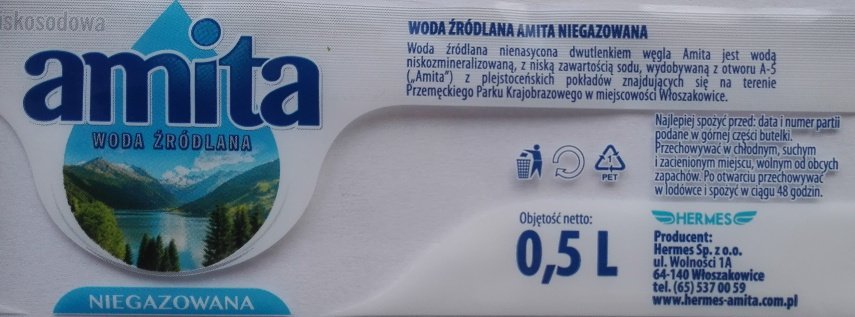 skosodowa
amita
WODA ŹRÓDLANA
NIEGAZOWANA
WODA ŹRÓDLANA AMITA NIEGAZOWANA
Woda źródlana nienasycona dwutlenkiem węgla Amita jest wodą
niskozmineralizowaną, z niską zawartością sodu, wydobywaną z otworu A-5
(„Amita”) z plejstoceńskich pokładów znajdujących się na terenie
Przemęckiego Parku Krajobrazowego w miejscowości Włoszakowice.
Najlepiej spożyć przed: data i numer partii
podane w górnej części butelki.
Przechowywać w chłodnym, suchym
i zacienionym miejscu, wolnym od obcych
zapachów. Po otwarciu przechowywać
w lodówce i spożyć w ciągu 48 godzin.
1
PET
Objętość netto:
0,5 L
HERMES
Producent:
Hermes Sp. z o.o.
ul. Wolności 1A
64-140 Włoszakowice
tel. (65) 537 00 59
www.hermes-amita.com.pl